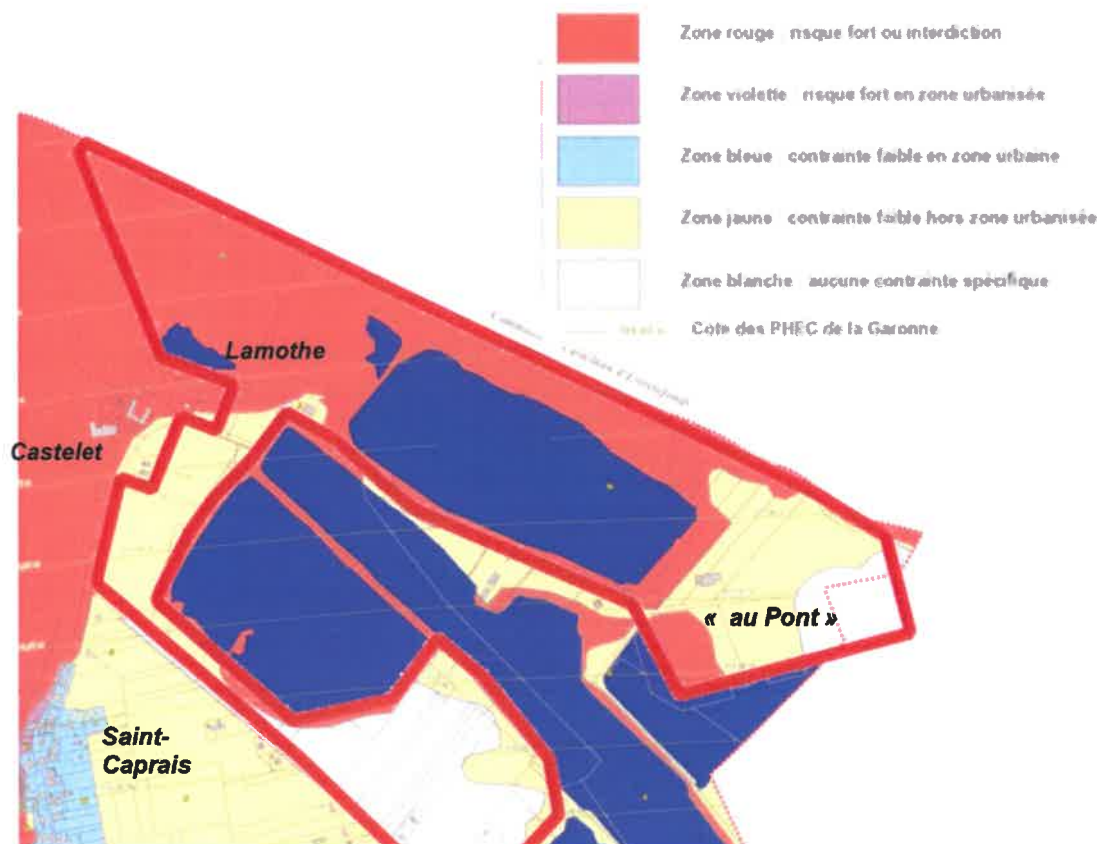 Zone rouge risque fort ou interdiction
Zone violette risque fort en zone urbanisée
Zone bleue contrainte faible en zone urbaine
Zone jaune contrainte faible hors zone urbanisée
Zone blanche aucune contrainte spécifique
Cote des PHEC de la Garonne
Lamothe
Castelet
« au Pont »
Saint-
Caprais